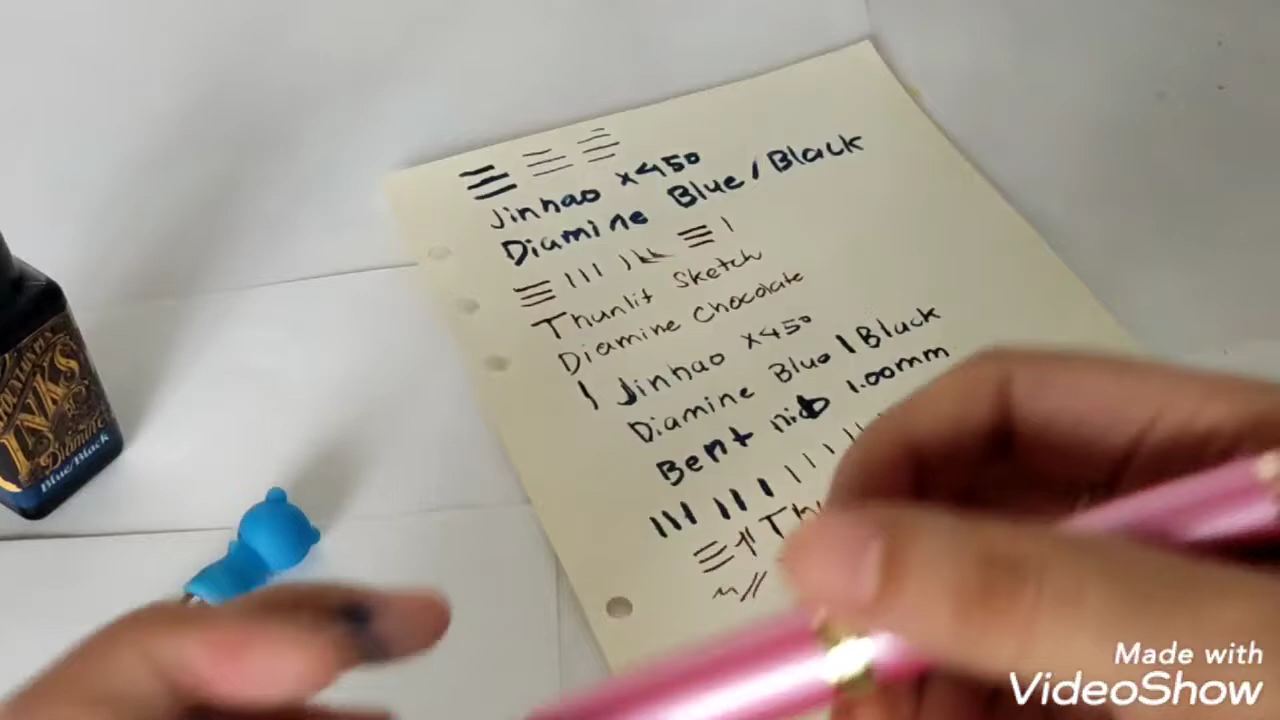 Jinhao x450
Diamine Blue/Black
Thunlit Sketch
Diamine Chocolate
Jinhao x450
Diamine Blue/Black
Bent nib 1.00mm
INKS
Diamine
Blue/Black
Made with
VideoShow